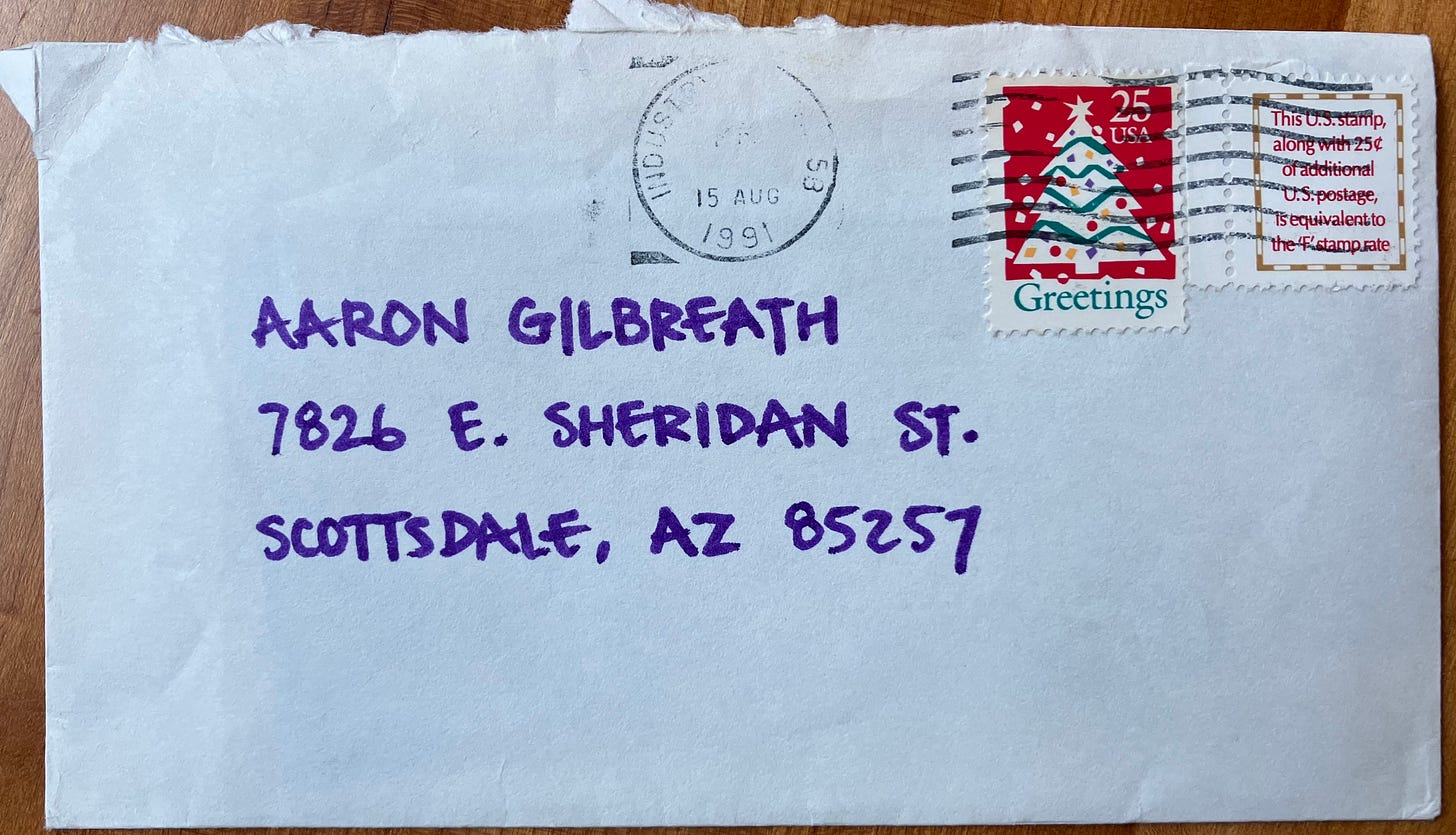 15 AUG
1991
25
USA
Greetings
This U.S. stamp,
along with 25¢
of additional
U.S. postage,
is equivalent to
the 'F' stamp rate
AARON GILBREATH
7826 E. SHERIDAN ST.
SCOTTSDALE, AZ 85257